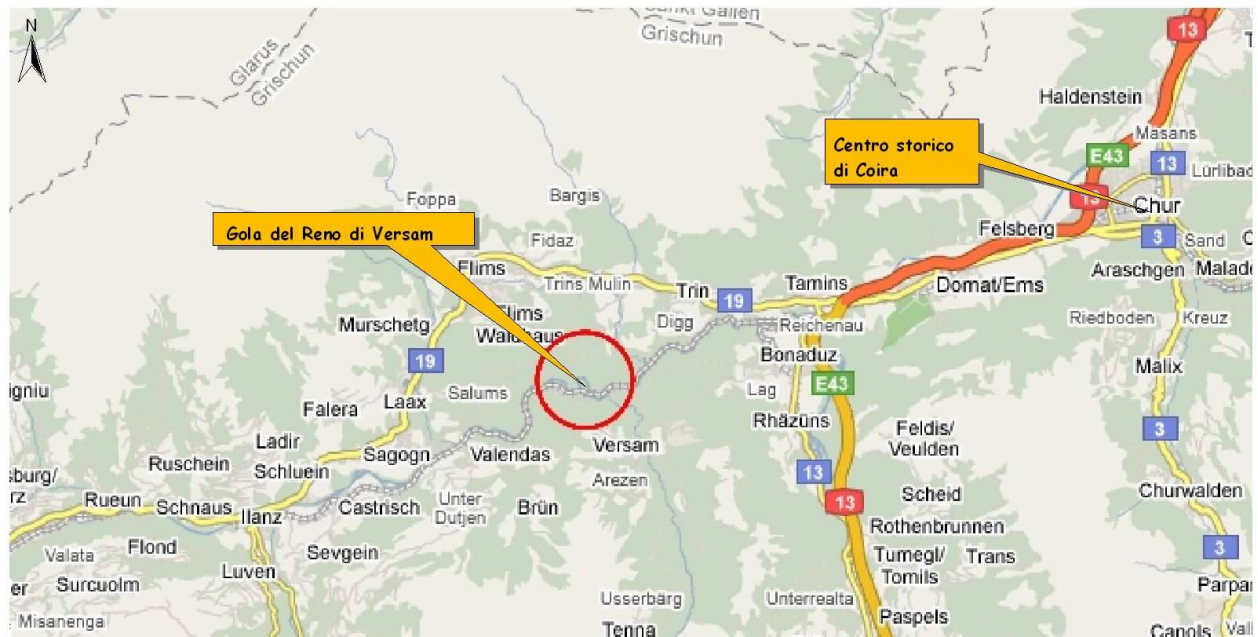 N
Sankt Gallen
Grischun
Glarus
Grischun
13
Haldenstein
Masans
Centro storico
di Coira
E43
13
Lürlibad
13
Chur
Foppa
Bargis
Gola del Reno di Versam
Fidaz
Felsberg
3
Sand
Flims
Trins Mulin
Trin
19
Tamins
Domat/Ems
Araschgen
Murschetg
Flims
Waldhaus
Digg
Reichenau
Riedboden
Kreuz
19
Bonaduz
Malix
E43
Salums
Lag
Falera
Laax
Rhäzüns
Feldis/
Veulden
3
Ladir
Sagogn
Valendas
Versam
Ruschein
Schluein
13
Arezen
Scheid
Churwalden
Rueun
Schnaus
Ilanz
Castrisch
Unter
Dutjen
Brün
13
Rothenbrunnen
Valata
Flond
Sevgein
Tumegl/
Tomils
Trans
3
Surcuolm
Luven
Usserbärg
Unterrealta
Misanenga
Tenna
Paspels